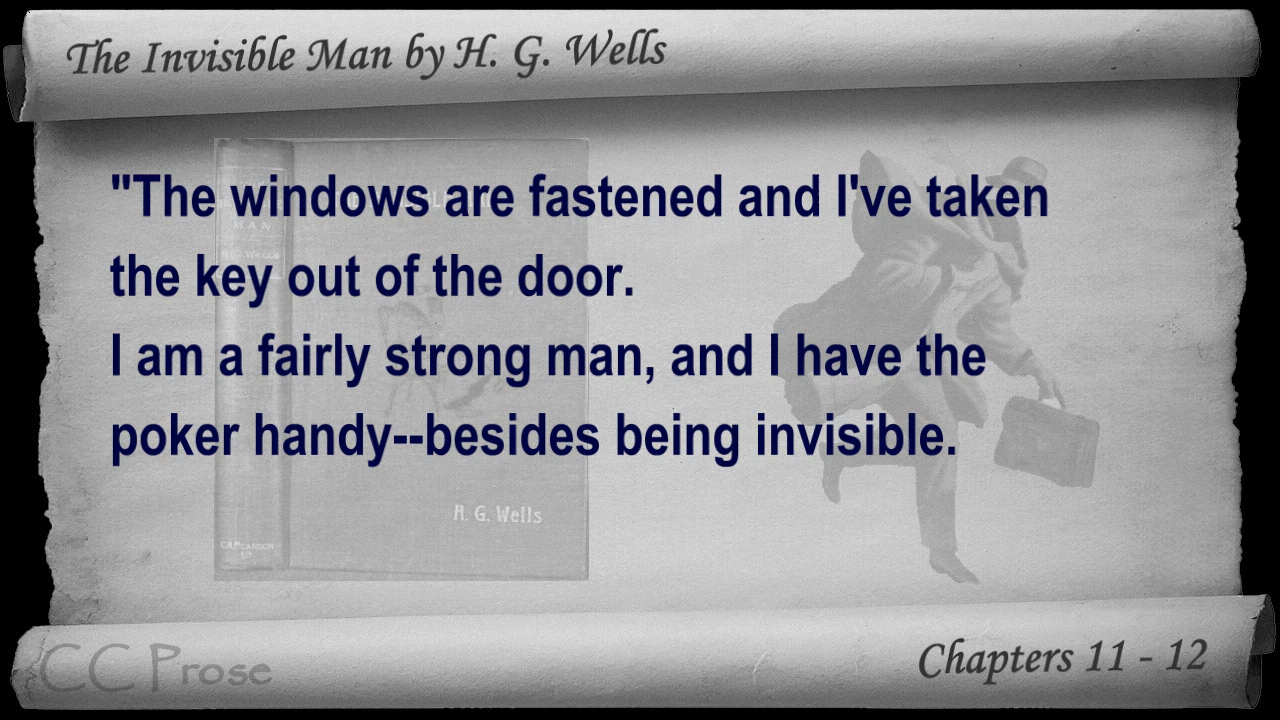 The Invisible Man by H. G. Wells
"The windows are fastened and I've taken
the key out of the door.
I am a fairly strong man, and I have the
poker handy--besides being invisible.
H. G. Wells
CC Prose
Chapters 11 - 12